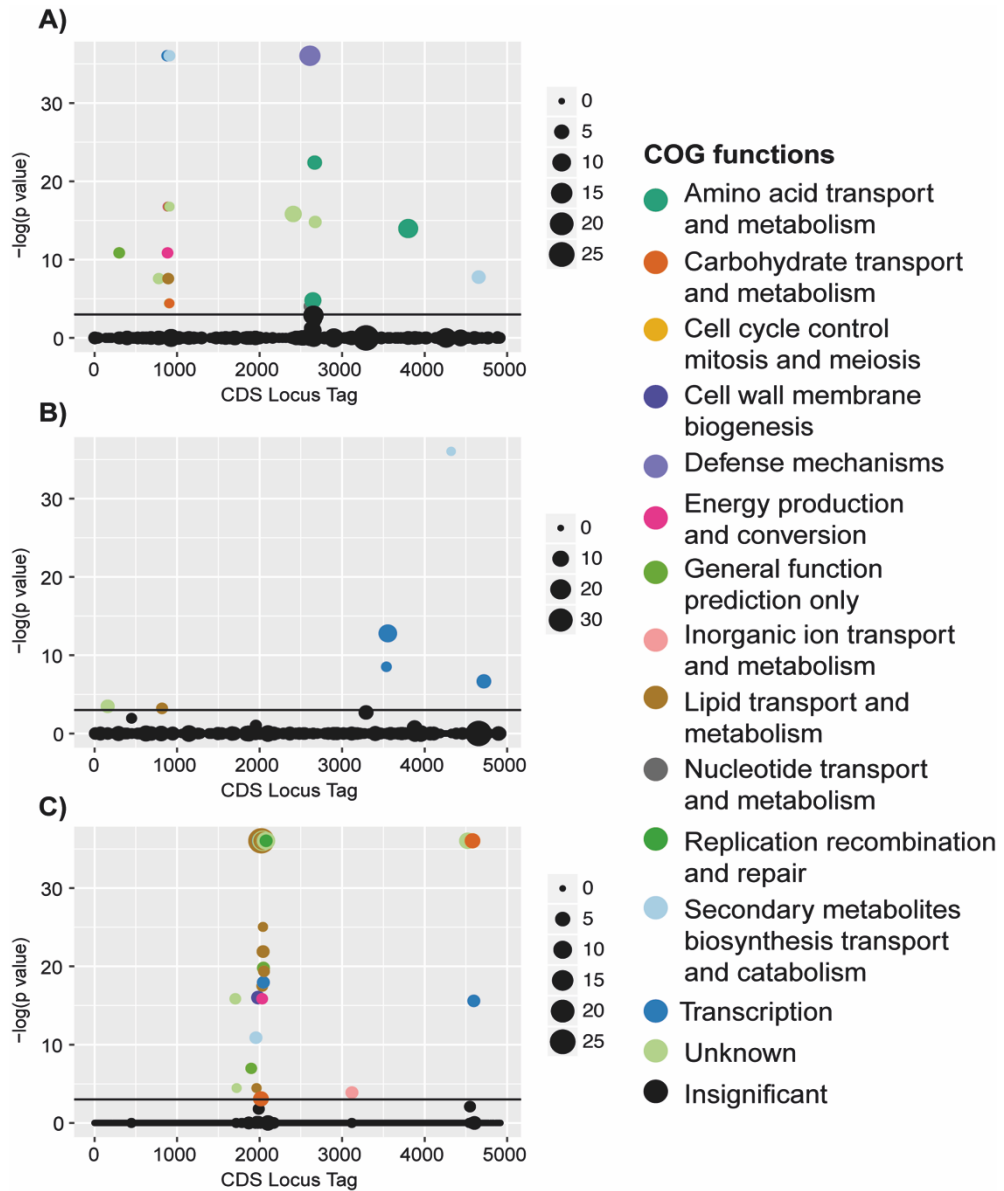 A)
30
20
10
0
-log(p value)
0 1000 2000 3000 4000 5000
CDS Locus Tag
0
5
10
15
20
25
B)
30
20
10
0
-log(p value)
0 1000 2000 3000 4000 5000
CDS Locus Tag
0
10
20
30
C)
30
20
10
0
-log(p value)
0 1000 2000 3000 4000 5000
CDS Locus Tag
0
5
10
15
20
25
COG functions
Amino acid transport
and metabolism
Carbohydrate transport
and metabolism
Cell cycle control
mitosis and meiosis
Cell wall membrane
biogenesis
Defense mechanisms
Energy production
and conversion
General function
prediction only
Inorganic ion transport
and metabolism
Lipid transport and
metabolism
Nucleotide transport
and metabolism
Replication recombination
and repair
Secondary metabolites
biosynthesis transport
and catabolism
Transcription
Unknown
Insignificant